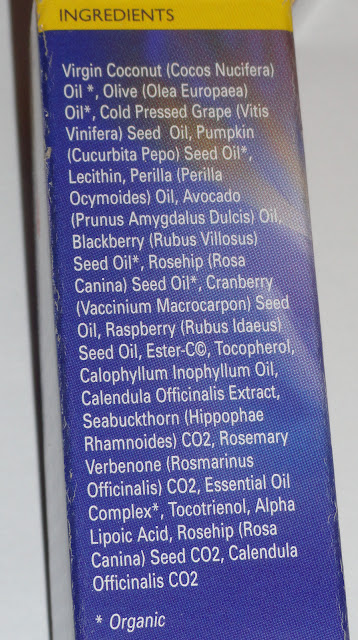 INGREDIENTS
Virgin Coconut (Cocos Nucifera)
Oil *, Olive (Olea Europaea)
Oil*, Cold Pressed Grape (Vitis
Vinifera) Seed Oil, Pumpkin
(Cucurbita Pepo) Seed Oil*,
Lecithin, Perilla (Perilla
Ocymoides) Oil, Avocado
(Prunus Amygdalus Dulcis) Oil,
Blackberry (Rubus Villosus)
Seed Oil*, Rosehip (Rosa
Canina) Seed Oil*, Cranberry
(Vaccinium Macrocarpon) Seed
Oil, Raspberry (Rubus Idaeus)
Seed Oil, Ester-C©, Tocopherol,
Calophyllum Inophyllum Oil,
Calendula Officinalis Extract,
Seabuckthorn (Hippophae
Rhamnoides) CO2, Rosemary
Verbenone (Rosmarinus
Officinalis) CO2, Essential Oil
Complex*, Tocotrienol, Alpha
Lipoic Acid, Rosehip (Rosa
Canina) Seed CO2, Calendula
Officinalis CO2
* Organic